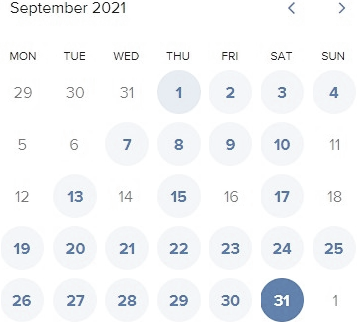 September 2021
MON TUE WED THU FRI SAT SUN
29 30 31 1 2 3 4
5 6 7 8 9 10 11
12 13 14 15 16 17 18
19 20 21 22 23 24 25
26 27 28 29 30 31 1